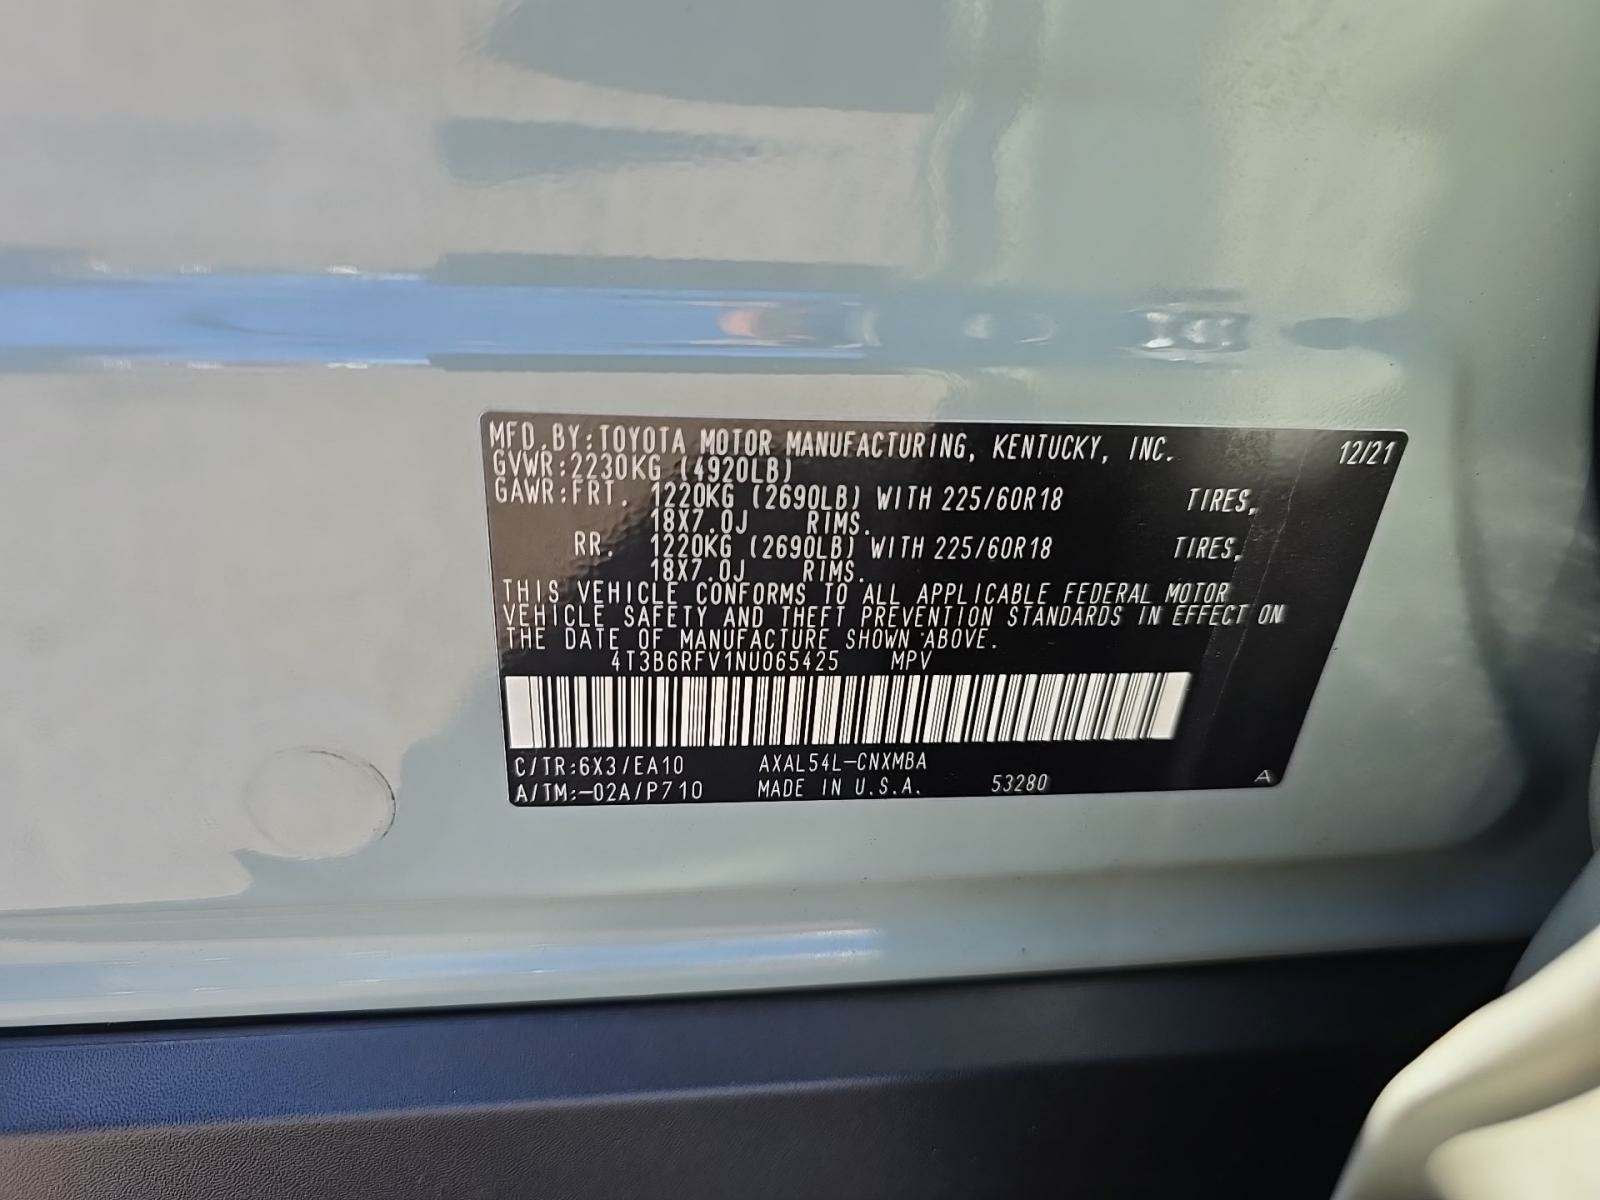 MFD.BY:TOYOTA MOTOR MANUFACTURING, KENTUCKY, INC. 12/21
GVWR:2230KG (4920LB)
GAWR:FRT. 1220KG (2690LB) WITH 225/60R18 TIRES,
18X7.0J RIMS.
RR. 1220KG (2690LB) WITH 225/60R18 TIRES,
18X7.0J RIMS.
THIS VEHICLE CONFORMS TO ALL APPLICABLE FEDERAL MOTOR
VEHICLE SAFETY AND THEFT PREVENTION STANDARDS IN EFFECT ON
THE DATE OF MANUFACTURE SHOWN ABOVE.
4T3B6RFV1NU065425 MPV
C/TR:6X3/EA10 AXAL54L-CNXMBA
A/TM:-02A/P710 MADE IN U.S.A. 53280 A